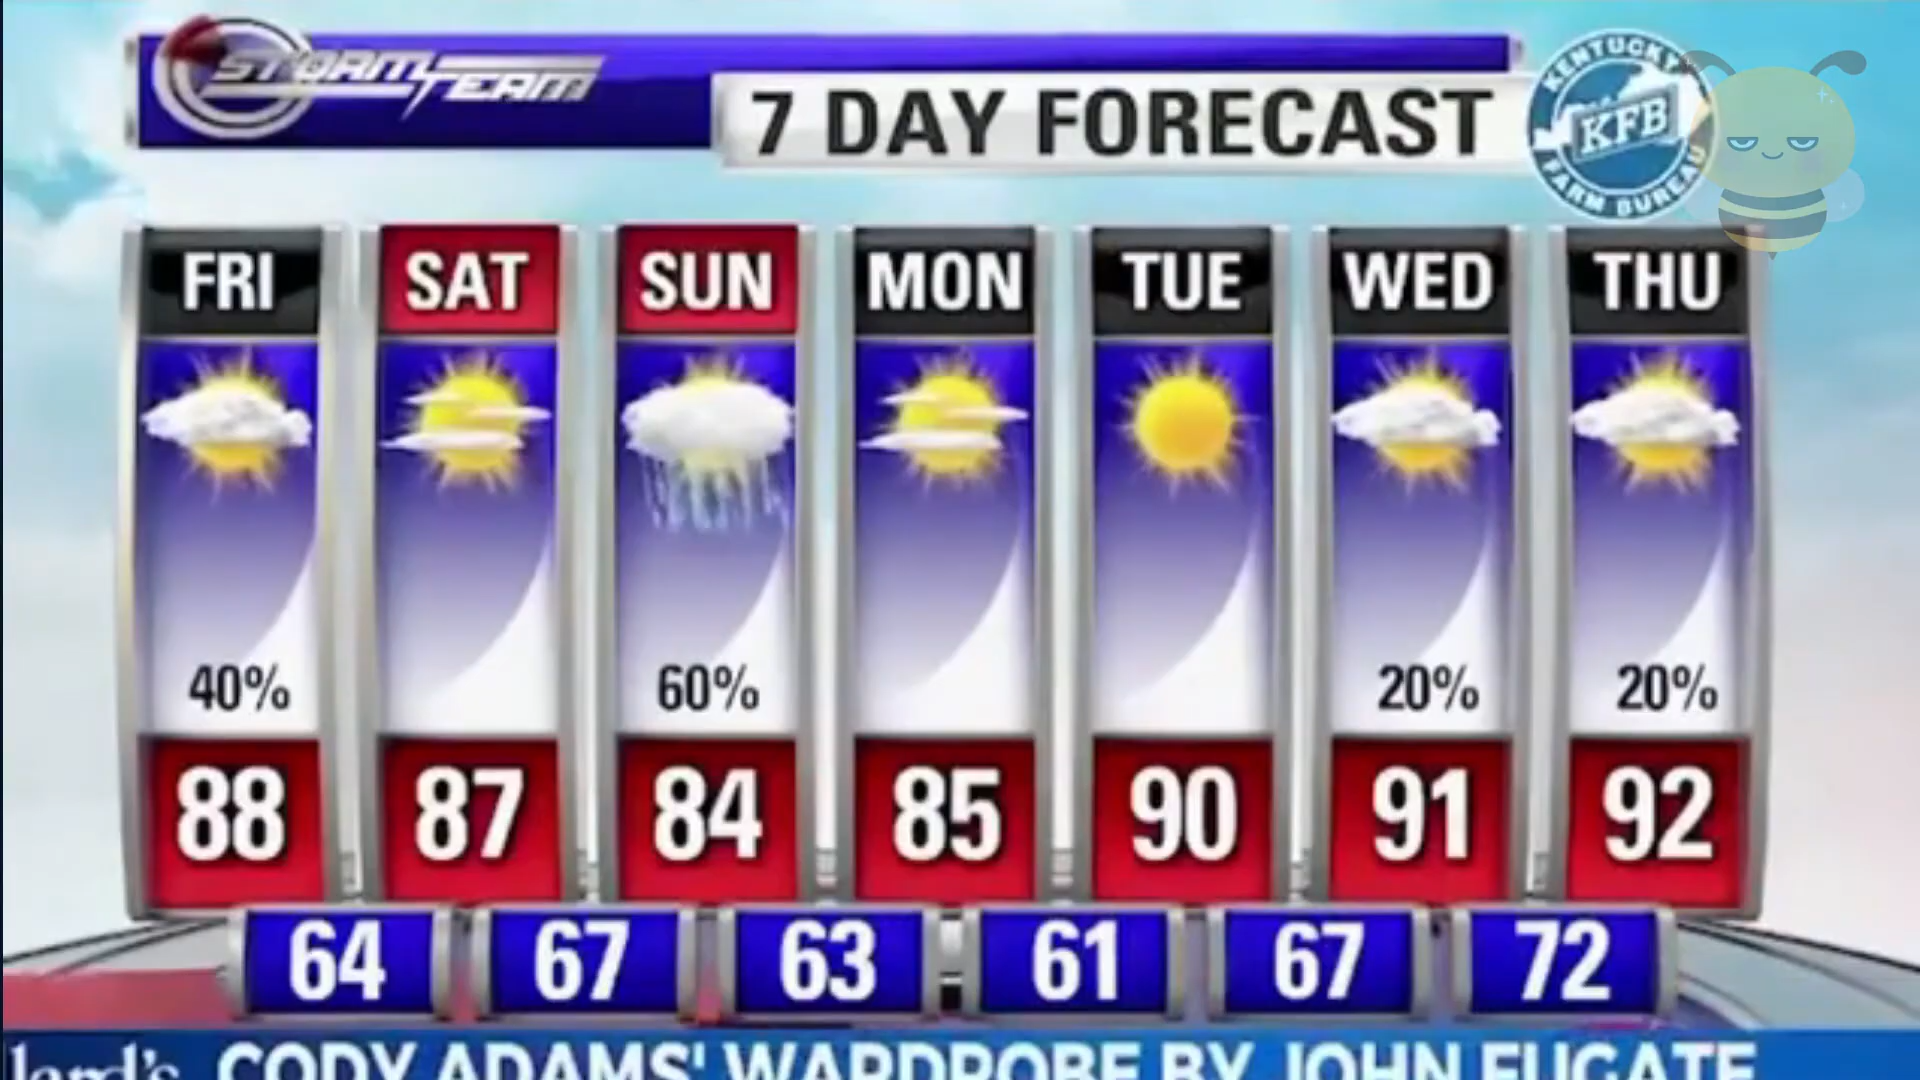 STORM TEAM
7 DAY FORECAST
KENTUCKY
KFB
FARM BUREAU
FRI SAT SUN MON TUE WED THU
40% 60% 20% 20%
88 87 84 85 90 91 92
64 67 63 61 67 72
CODY ADAMS' WARDROBE BY JOHN FUGATE